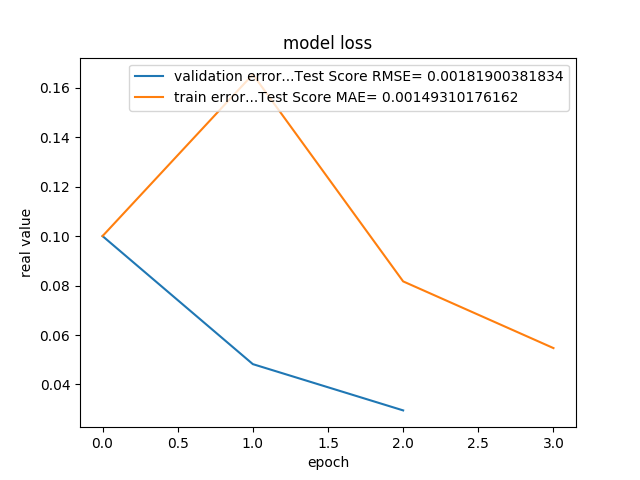 model loss
validation error...Test Score RMSE= 0.00181900381834
train error...Test Score MAE= 0.00149310176162
real value
0.16
0.14
0.12
0.10
0.08
0.06
0.04
0.0 0.5 1.0 1.5 2.0 2.5 3.0
epoch